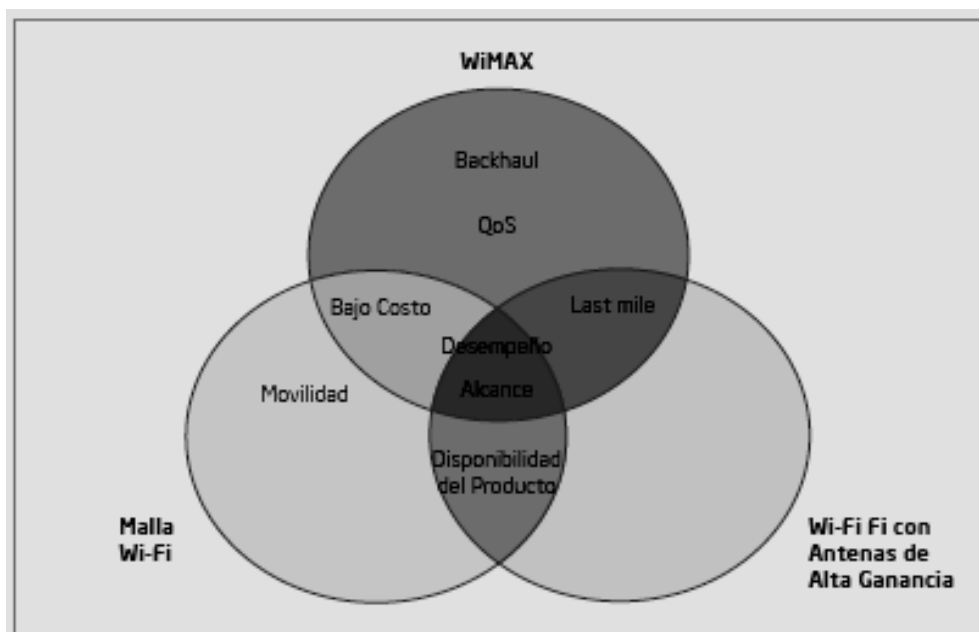 WiMAX
Backhaul
QoS
Bajo Costo
Last mile
Desempeño
Alcance
Movilidad
Disponibilidad
del Producto
Malla
Wi-Fi
Wi-Fi Fi con
Antenas de
Alta Ganancia